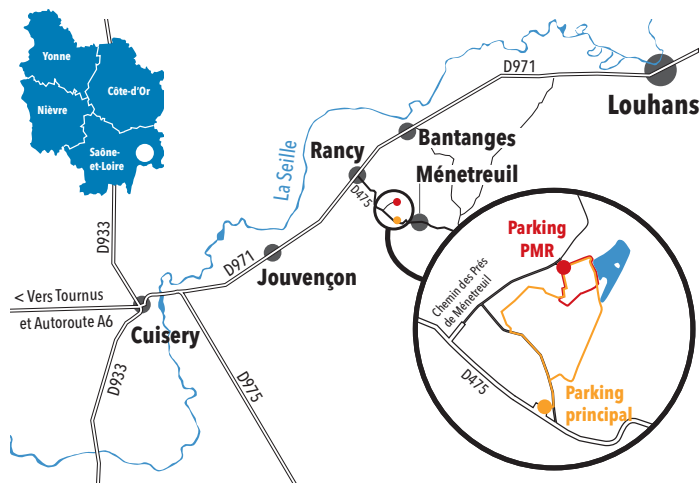 Yonne
Côte-d'Or
Nièvre
Saône-
et-Loire
D933
< Vers Tournus
et Autoroute A6
Cuisery
D933
D975
D971
Jouvençon
La Seille
Rancy
D475
Bantanges
Ménetreuil
D971
Louhans
Parking
PMR
Chemin des Prés
de Ménetreuil
D475
Parking
principal